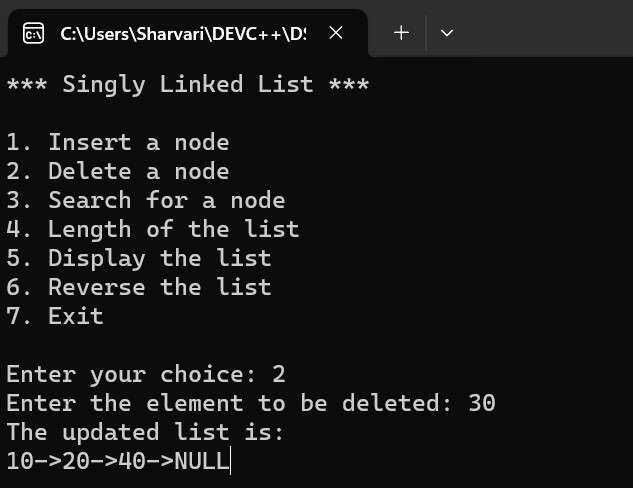 C:\Users\Sharvari\DEVC++\DS
*** Singly Linked List ***
1. Insert a node
2. Delete a node
3. Search for a node
4. Length of the list
5. Display the list
6. Reverse the list
7. Exit
Enter your choice: 2
Enter the element to be deleted: 30
The updated list is:
10->20->40->NULL